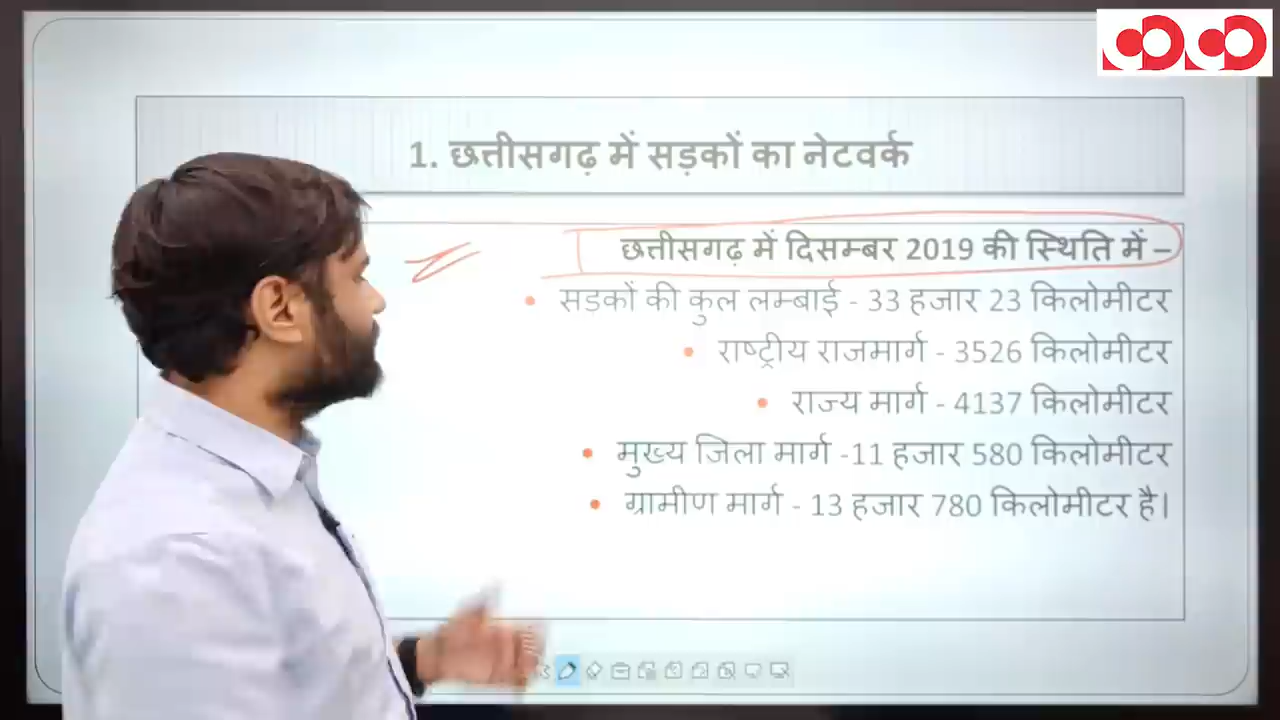 1. छत्तीसगढ़ में सड़कों का नेटवर्क
छत्तीसगढ़ में दिसम्बर 2019 की स्थिति में –
• सडकों की कुल लम्बाई - 33 हजार 23 किलोमीटर
• राष्ट्रीय राजमार्ग - 3526 किलोमीटर
• राज्य मार्ग - 4137 किलोमीटर
• मुख्य जिला मार्ग -11 हजार 580 किलोमीटर
• ग्रामीण मार्ग - 13 हजार 780 किलोमीटर है।